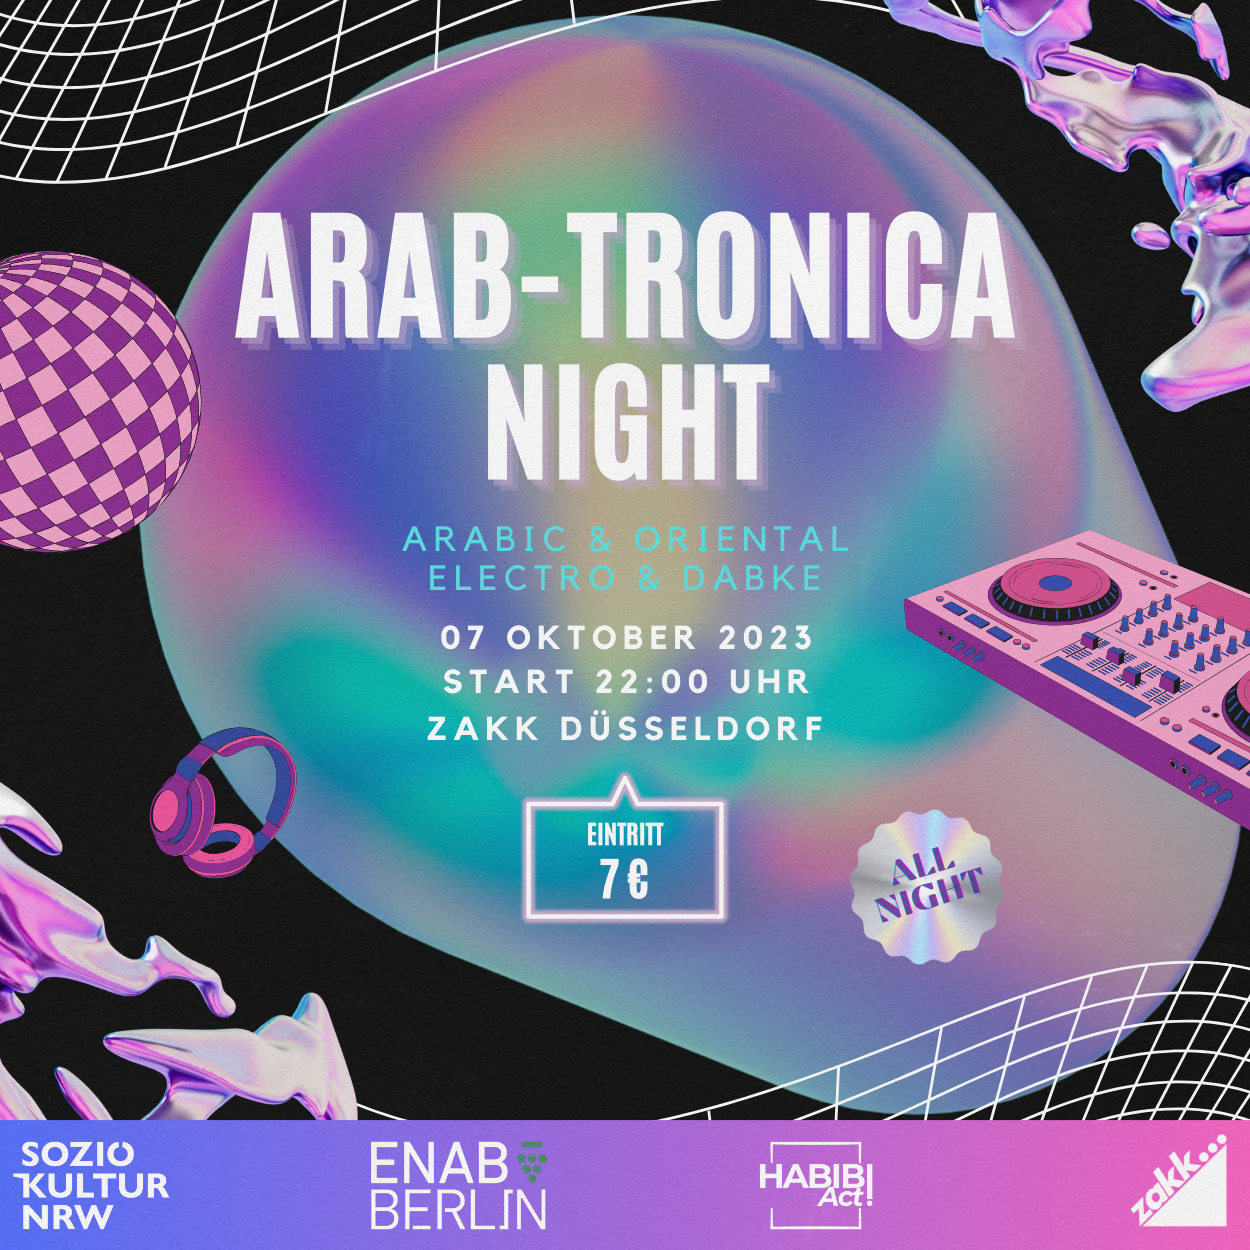 ARAB-TRONICA
NIGHT
ARABIC & ORIENTAL
ELECTRO & DABKE
07 OKTOBER 2023
START 22:00 UHR
ZAKK DÜSSELDORF
EINTRITT
7 €
ALL
NIGHT
SOZIO
KULTUR
NRW
ENAB
BERLIN
HABIBI
Act!
zakk...